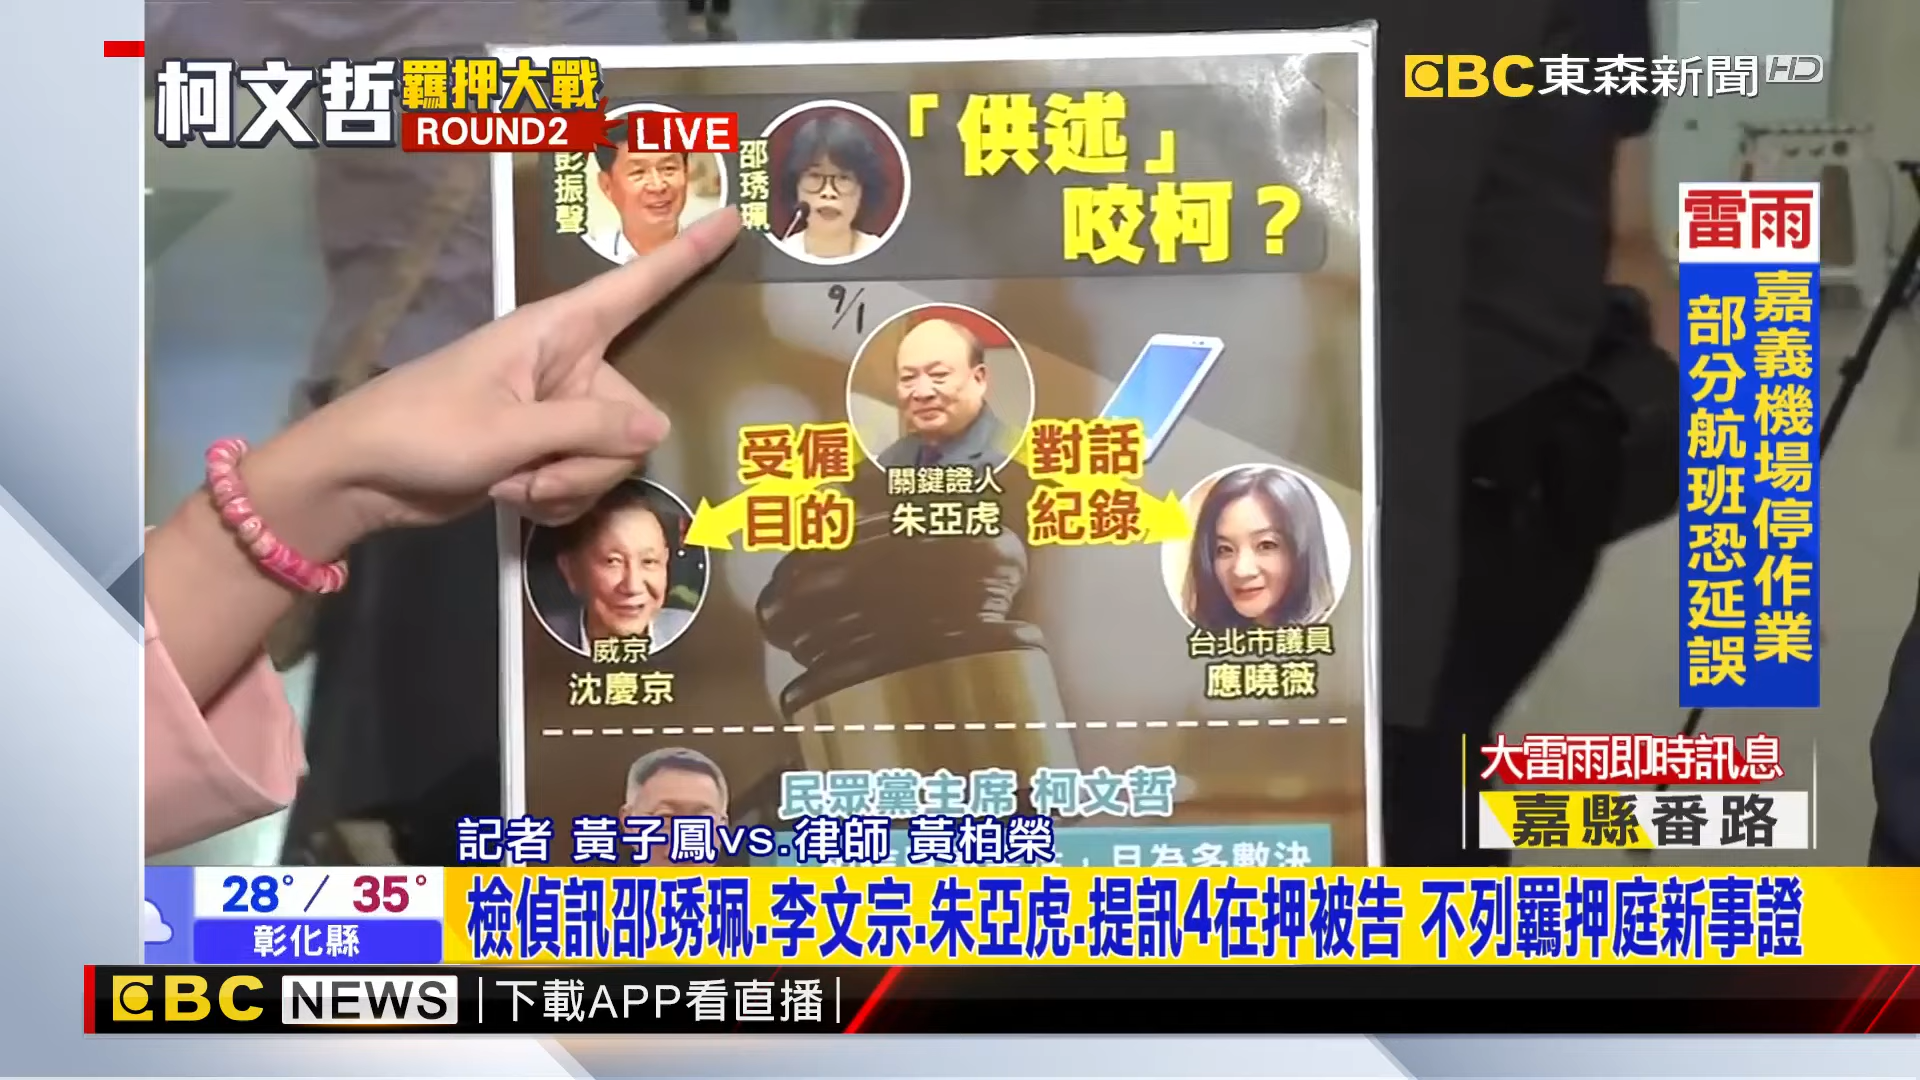 柯文哲 羈押大戰
ROUND2
LIVE
EBC東森新聞HD
彭振聲
邵琇珮
「供述」
咬柯?
9/1
受僱
目的
關鍵證人
朱亞虎
對話
紀錄
威京
沈慶京
台北市議員
應曉薇
民眾黨主席 柯文哲
，且為多數決
雷雨
嘉義機場停作業
部分航班恐延誤
大雷雨即時訊息
嘉縣番路
記者 黃子鳳vs.律師 黃柏榮
28°/ 35°
彰化縣
檢偵訊邵琇珮.李文宗.朱亞虎.提訊4在押被告 不列羈押庭新事證
EBC NEWS |下載APP看直播|